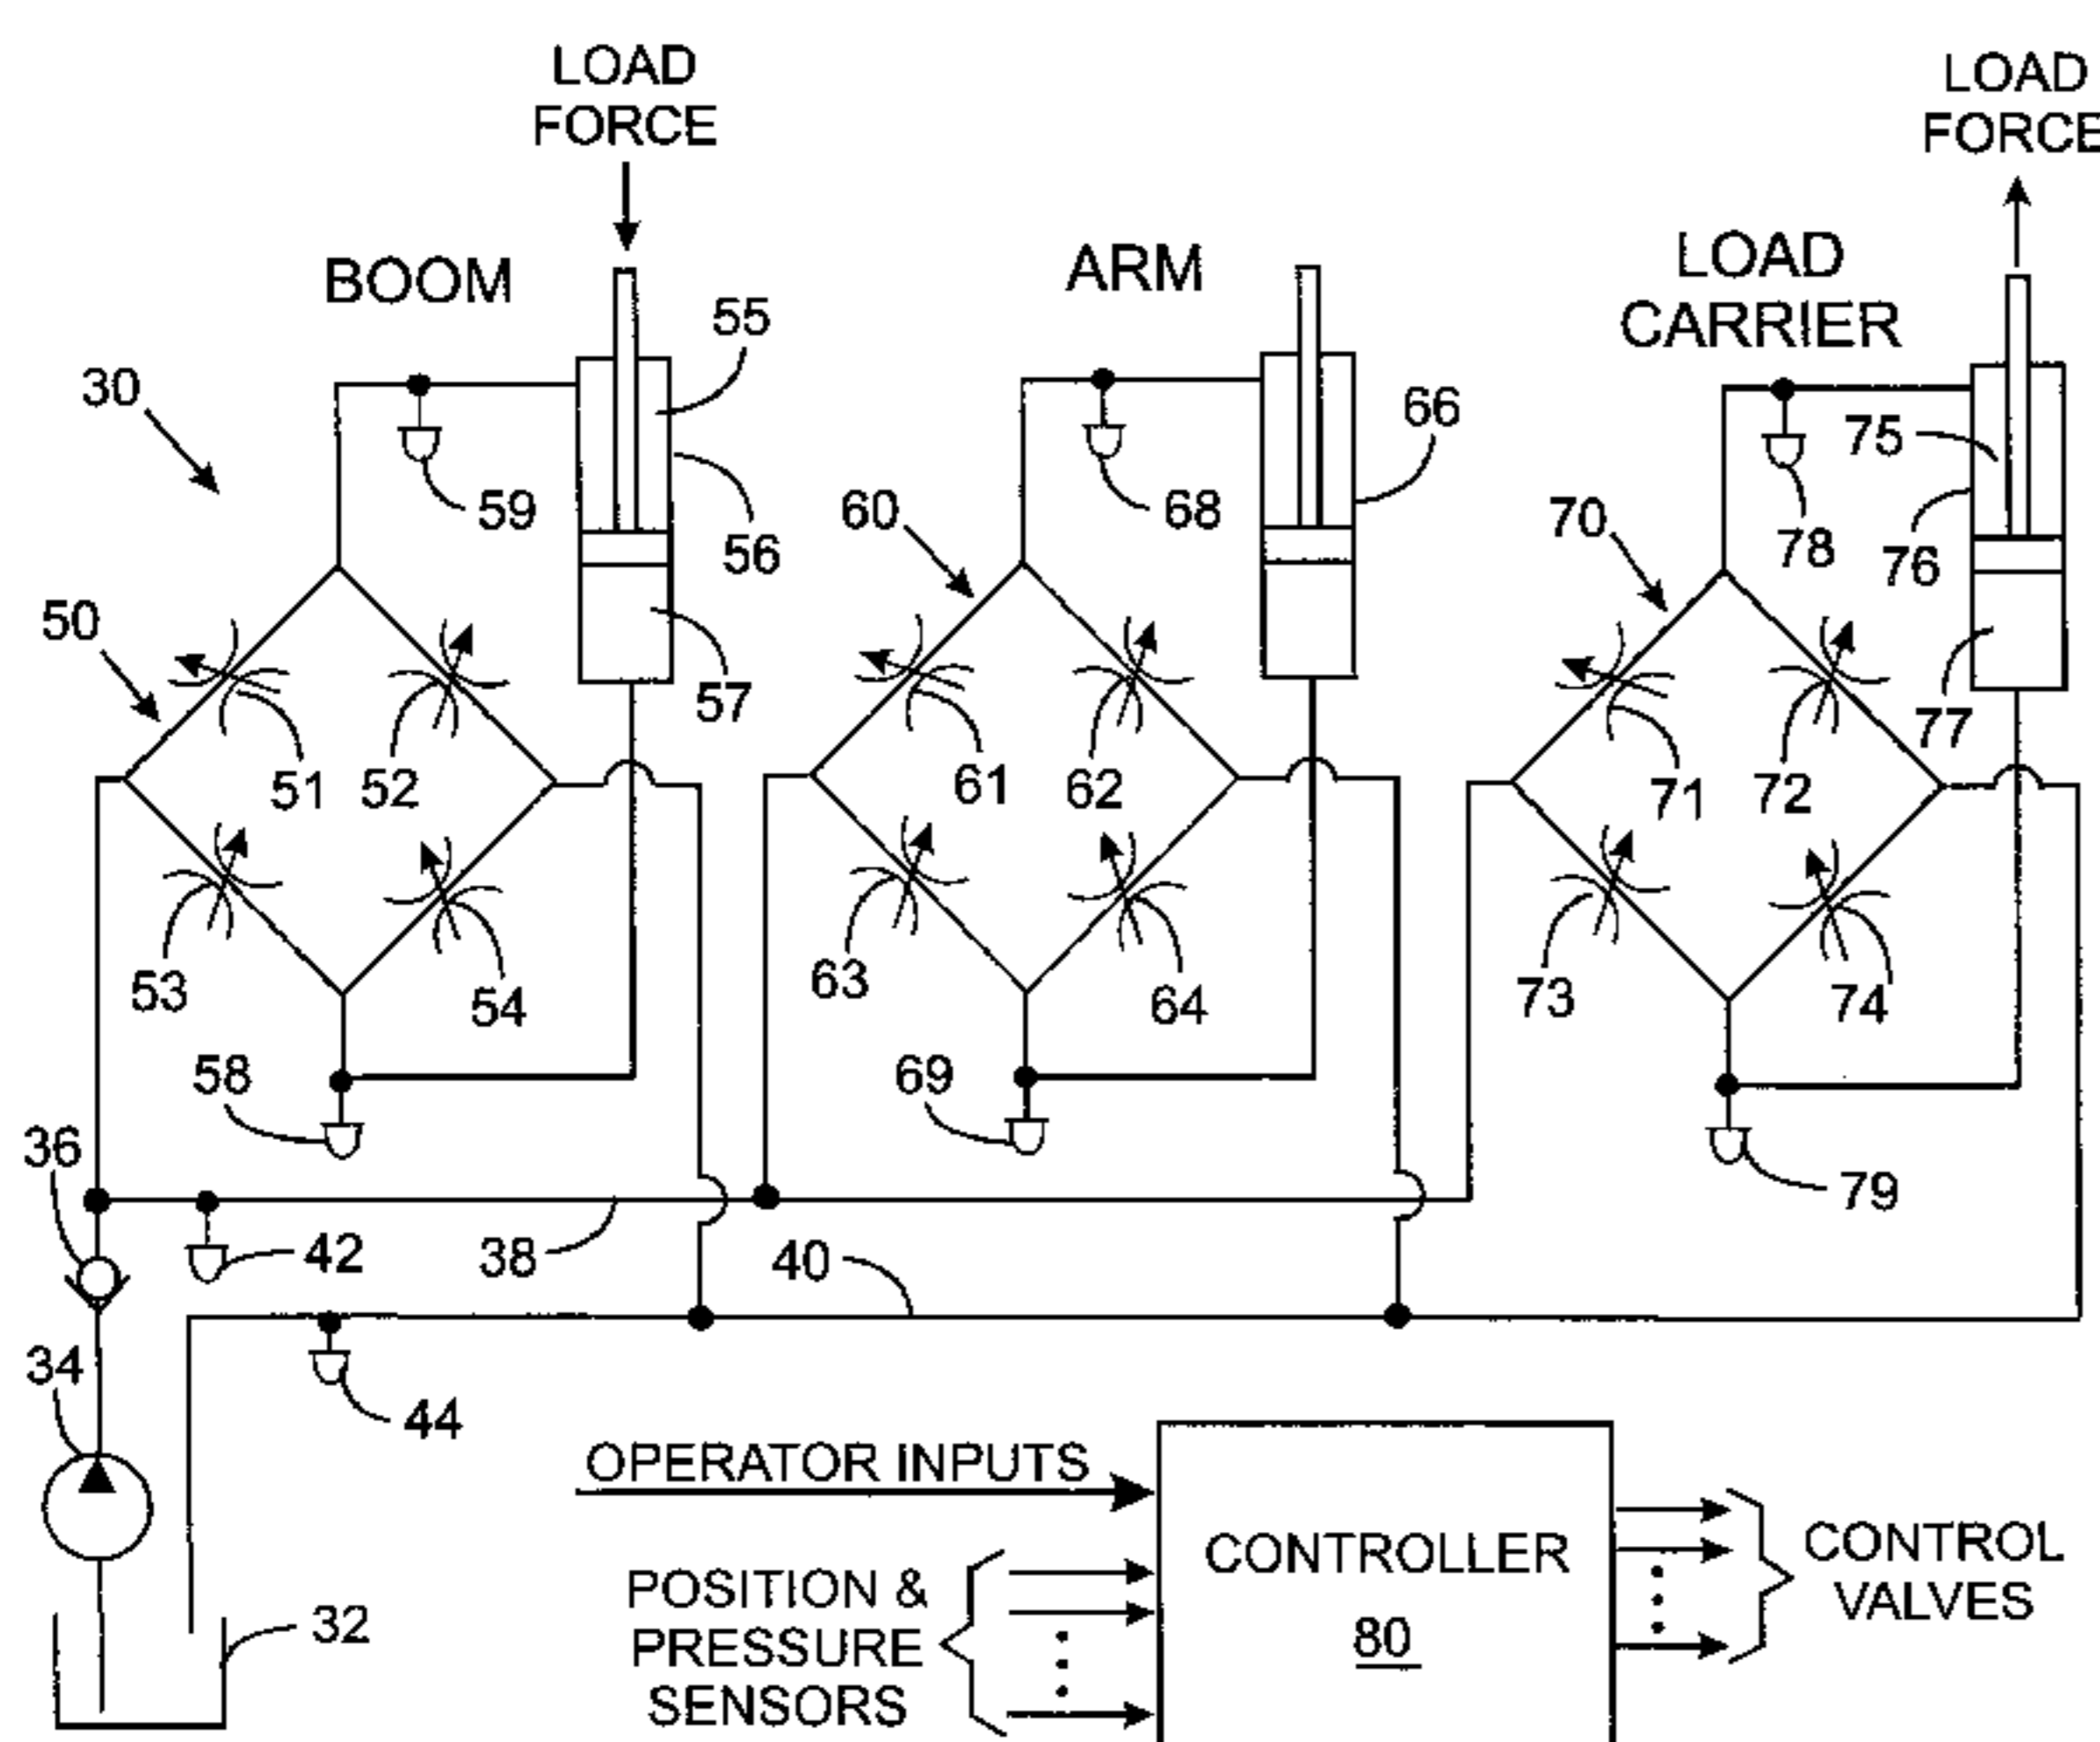 LOAD
FORCE
LOAD
FORCE
BOOM
ARM
LOAD
CARRIER
55
30
59
56
60
68
66
70
75
78
76
50
57
77
51
52
61
62
71
72
53
54
63
64
73
74
58
69
79
36
42
38
40
34
44
32
OPERATOR INPUTS
POSITION &
PRESSURE
SENSORS
CONTROLLER
80
CONTROL
VALVES